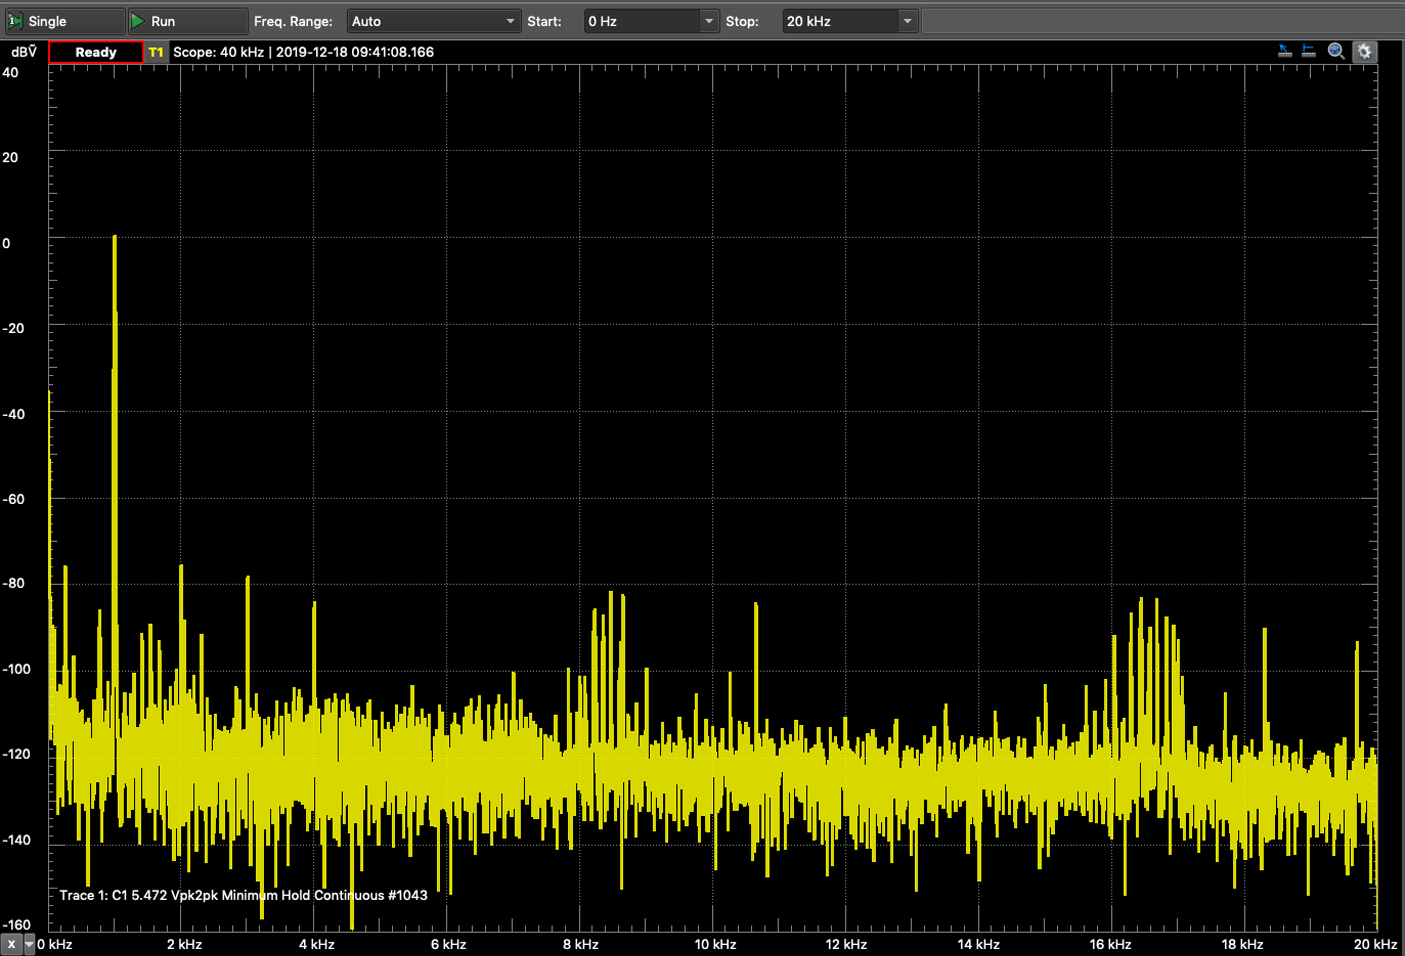 Single Run Freq. Range: Auto Start: 0 Hz Stop: 20 kHz
dBṼ Ready T1 Scope: 40 kHz | 2019-12-18 09:41:08.166
40
20
0
-20
-40
-60
-80
-100
-120
-140
Trace 1: C1 5.472 Vpk2pk Minimum Hold Continuous #1043
-160
X 0 kHz 2 kHz 4 kHz 6 kHz 8 kHz 10 kHz 12 kHz 14 kHz 16 kHz 18 kHz 20 kHz